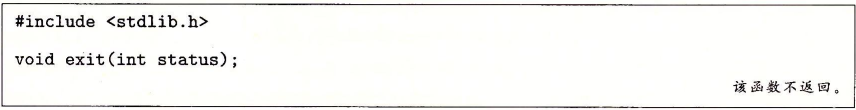 #include <stdlib.h>
void exit(int status);
该函数不返回。